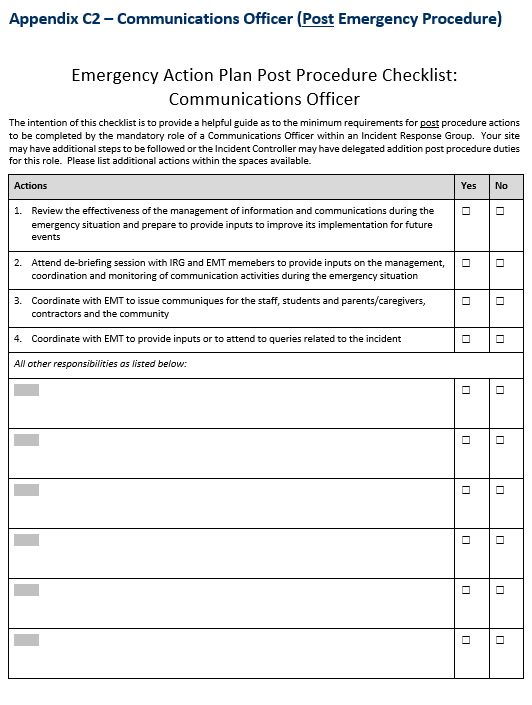 Appendix C2 – Communications Officer (Post Emergency Procedure)
Emergency Action Plan Post Procedure Checklist:
Communications Officer
The intention of this checklist is to provide a helpful guide as to the minimum requirements for post procedure actions
to be completed by the mandatory role of a Communications Officer within an Incident Response Group. Your site
may have additional steps to be followed or the Incident Controller may have delegated addition post procedure duties
for this role. Please list additional actions within the spaces available.
Actions Yes No
1. Review the effectiveness of the management of information and communications during the
emergency situation and prepare to provide inputs to improve its implementation for future
events
2. Attend de-briefing session with IRG and EMT memebers to provide inputs on the management,
coordination and monitoring of communication activities during the emergency situation
3. Coordinate with EMT to issue communiques for the staff, students and parents/caregivers,
contractors and the community
4. Coordinate with EMT to provide inputs or to attend to queries related to the incident
All other responsibilities as listed below: